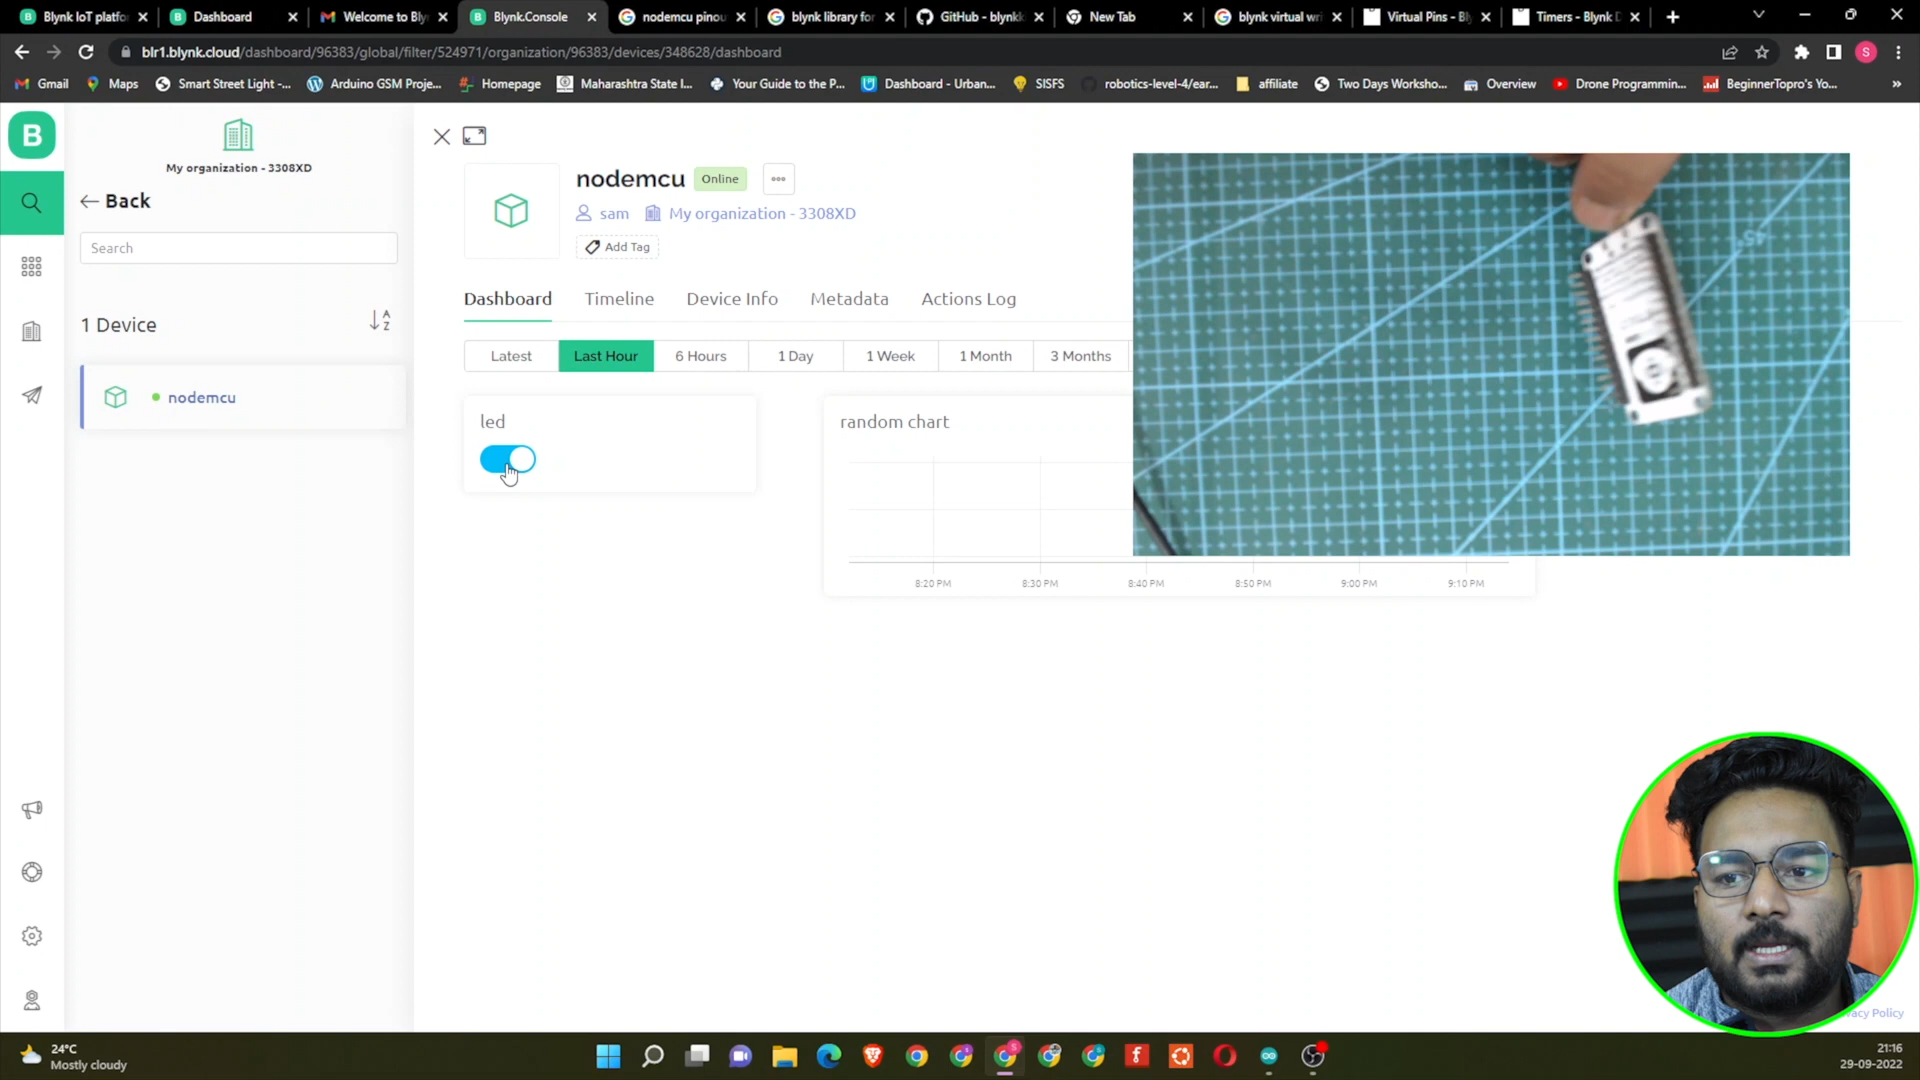 Blynk IoT platfo
Dashboard
Welcome to Bly
Blynk.Console
nodemcu pinou
blynk library for
GitHub - blynkk
New Tab
blynk virtual wri
Virtual Pins - Bl
Timers - Blynk D
blr1.blynk.cloud/dashboard/96383/global/filter/524971/organization/96383/devices/348628/dashboard
S
Gmail
Maps
Smart Street Light -...
Arduino GSM Proje...
Homepage
Maharashtra State I...
Your Guide to the P...
Dashboard - Urban...
SISFS
robotics-level-4/ear...
affiliate
Two Days Worksho...
Overview
Drone Programmin...
BeginnerTopro's Yo...
»
B
My organization - 3308XD
Back
Search
1 Device
A
Z
nodemcu
nodemcu
Online
sam
My organization - 3308XD
Add Tag
Dashboard
Timeline
Device Info
Metadata
Actions Log
Latest
Last Hour
6 Hours
1 Day
1 Week
1 Month
3 Months
led
random chart
8:20 PM
8:30 PM
8:40 PM
8:50 PM
9:00 PM
9:10 PM
45°
vacy Policy
24°C
Mostly cloudy
21:16
29-09-2022